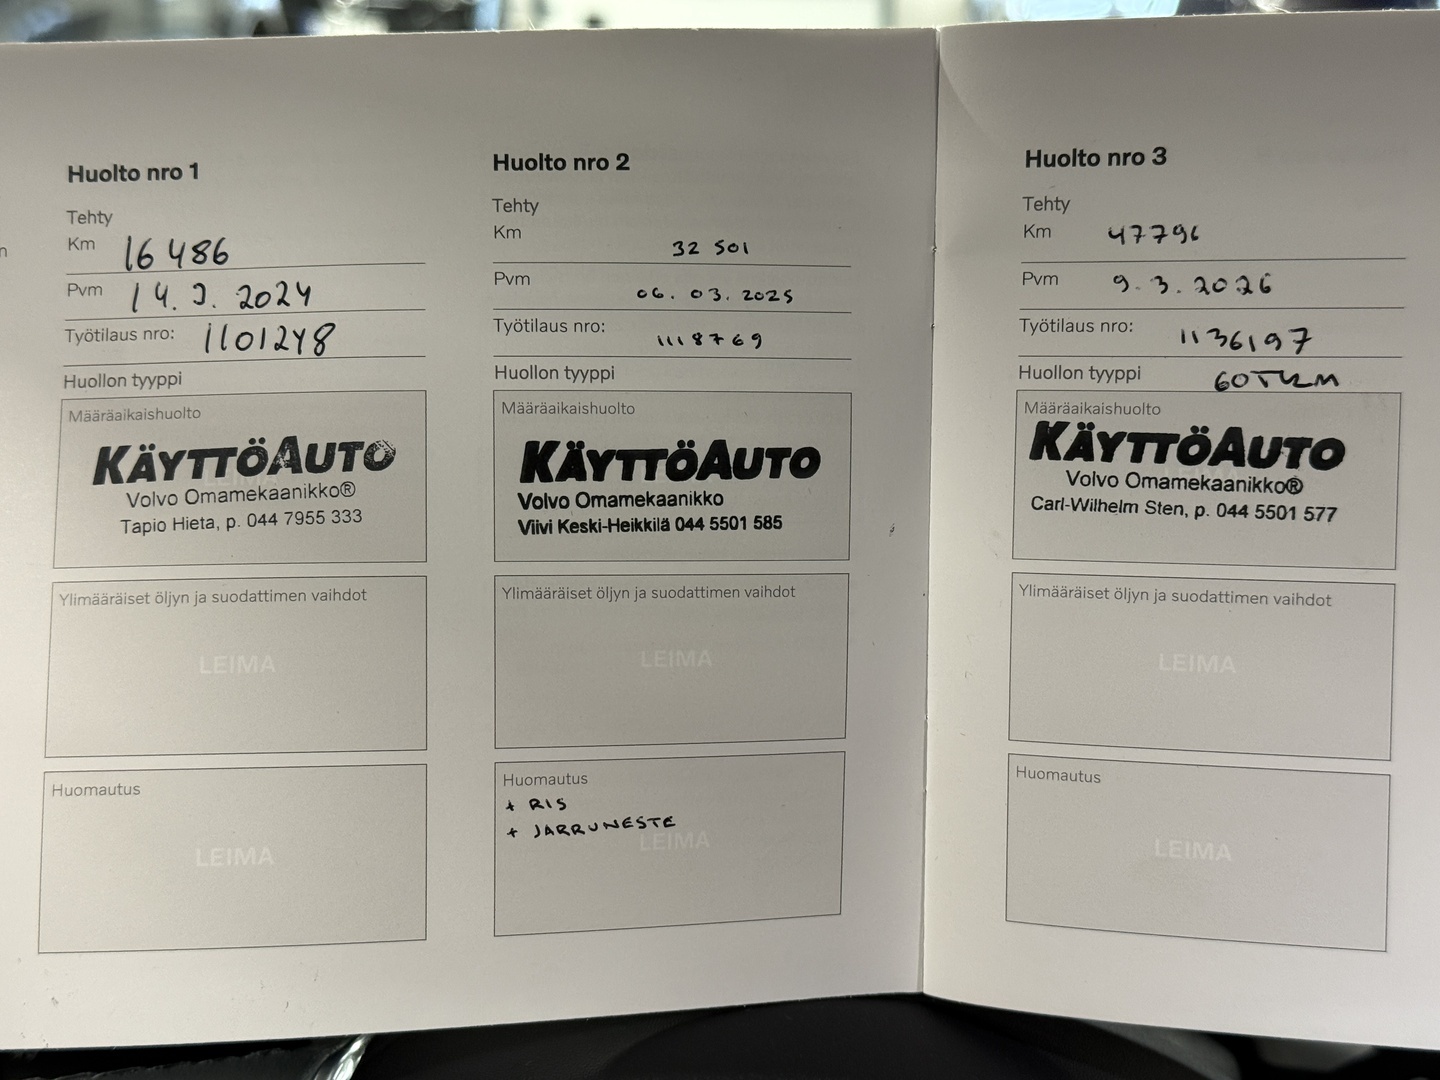 n
Huolto nro 1
Tehty
Km 16 486
Pvm 14. 3. 2024
Työtilaus nro: 1101248
Huollon tyyppi
Määräaikaishuolto
KÄYTTÖAUTO
Volvo Omamekaanikko®
Tapio Hieta, p. 044 7955 333
Ylimääräiset öljyn ja suodattimen vaihdot
LEIMA
Huomautus
LEIMA
Huolto nro 2
Tehty
Km 32 501
Pvm 06. 03. 2025
Työtilaus nro: 1118769
Huollon tyyppi
Määräaikaishuolto
KÄYTTÖAUTO
Volvo Omamekaanikko
Viivi Keski-Heikkilä 044 5501 585
Ylimääräiset öljyn ja suodattimen vaihdot
LEIMA
Huomautus
+ RIS
+ JARRUNESTE
LEIMA
Huolto nro 3
Tehty
Km 47796
Pvm 9. 3. 2026
Työtilaus nro: 1136197
Huollon tyyppi 60TKM
Määräaikaishuolto
KÄYTTÖAUTO
Volvo Omamekaanikko®
Carl-Wilhelm Sten, p. 044 5501 577
Ylimääräiset öljyn ja suodattimen vaihdot
LEIMA
Huomautus
LEIMA